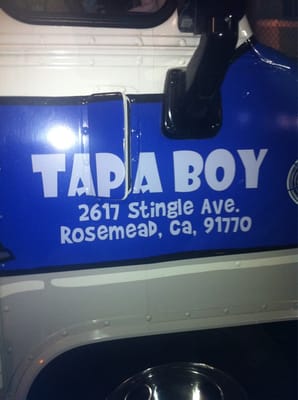 TAPA BOY
2617 Stingle Ave.
Rosemead, Ca, 91770